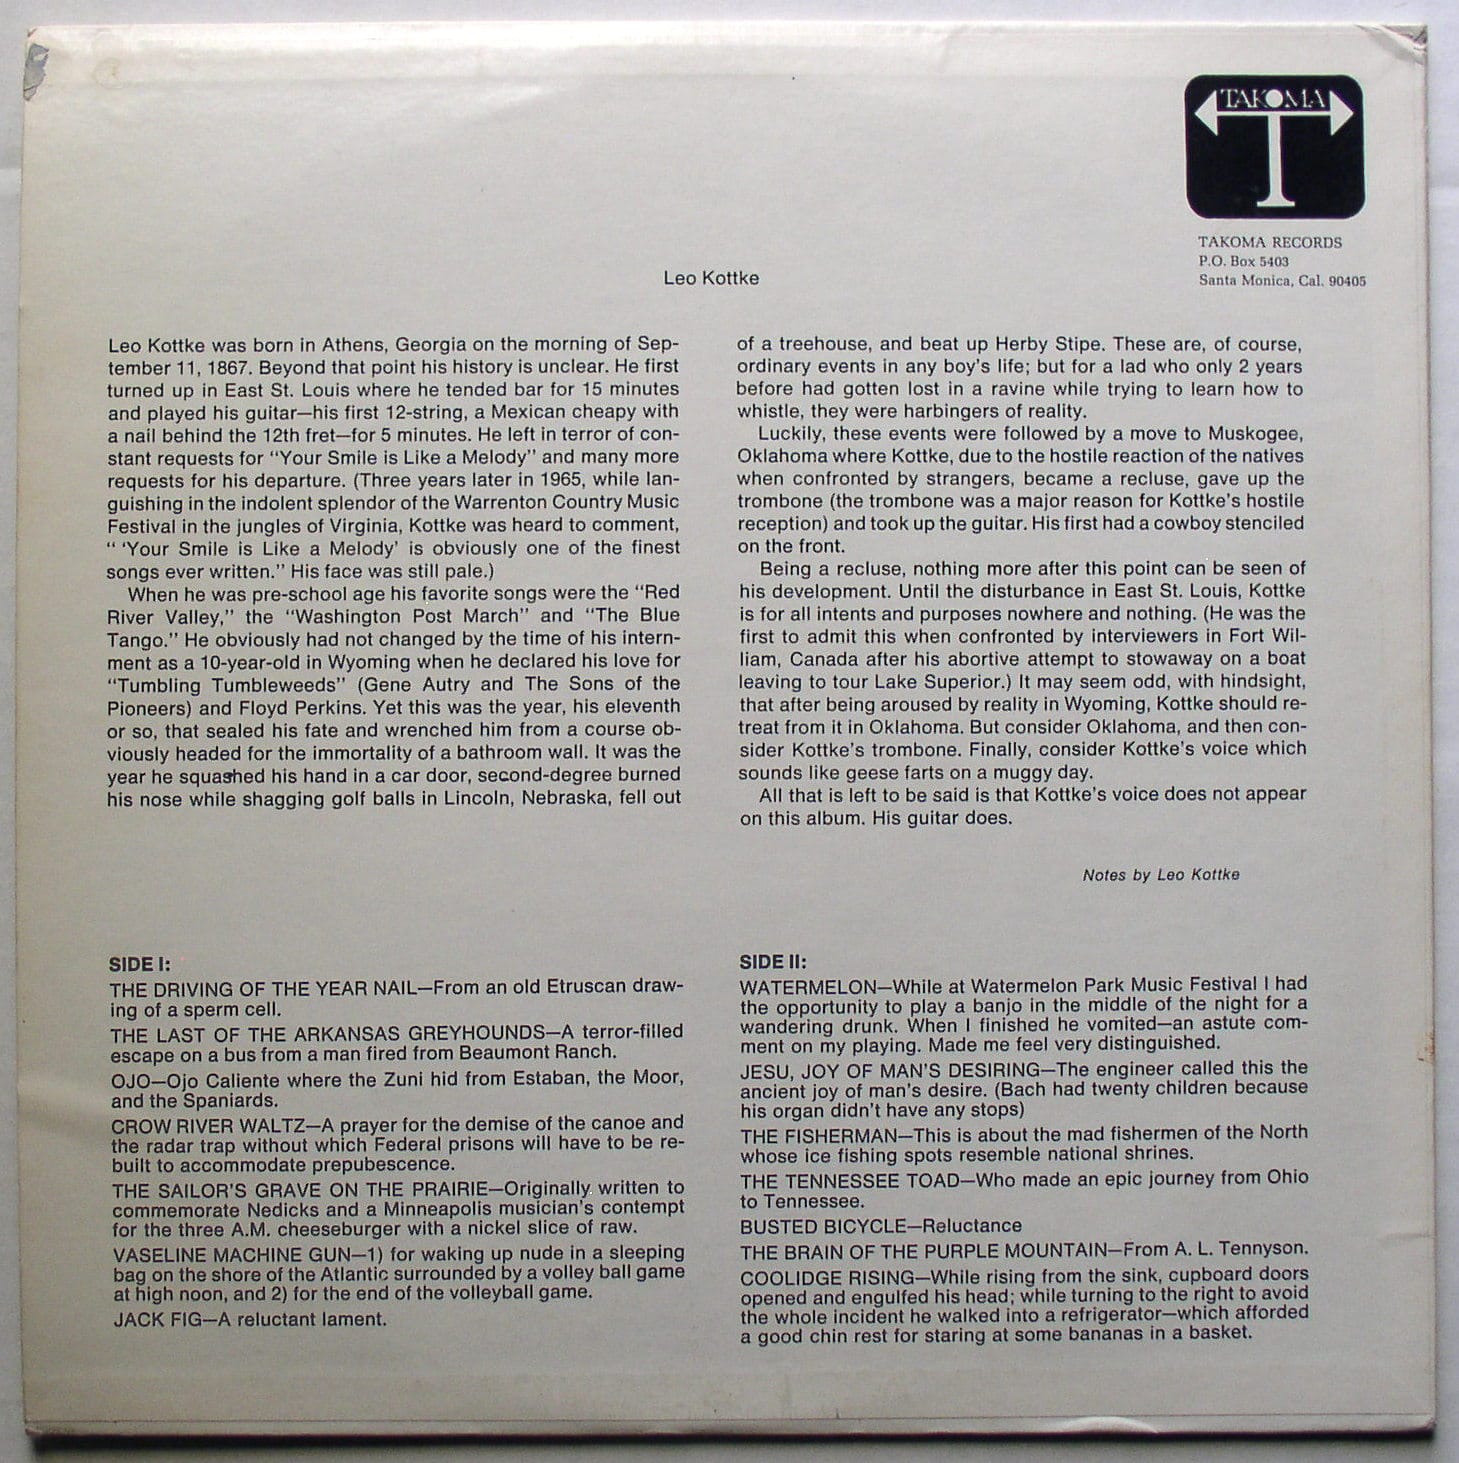 TAKOMA
T
TAKOMA RECORDS
P.O. Box 5403
Santa Monica, Cal. 90405
Leo Kottke
Leo Kottke was born in Athens, Georgia on the morning of Sep-
tember 11, 1867. Beyond that point his history is unclear. He first
turned up in East St. Louis where he tended bar for 15 minutes
and played his guitar—his first 12-string, a Mexican cheapy with
a nail behind the 12th fret—for 5 minutes. He left in terror of con-
stant requests for "Your Smile is Like a Melody" and many more
requests for his departure. (Three years later in 1965, while lan-
guishing in the indolent splendor of the Warrenton Country Music
Festival in the jungles of Virginia, Kottke was heard to comment,
" 'Your Smile is Like a Melody' is obviously one of the finest
songs ever written." His face was still pale.)
When he was pre-school age his favorite songs were the "Red
River Valley," the "Washington Post March" and "The Blue
Tango." He obviously had not changed by the time of his intern-
ment as a 10-year-old in Wyoming when he declared his love for
"Tumbling Tumbleweeds" (Gene Autry and The Sons of the
Pioneers) and Floyd Perkins. Yet this was the year, his eleventh
or so, that sealed his fate and wrenched him from a course ob-
viously headed for the immortality of a bathroom wall. It was the
year he squashed his hand in a car door, second-degree burned
his nose while shagging golf balls in Lincoln, Nebraska, fell out
of a treehouse, and beat up Herby Stipe. These are, of course,
ordinary events in any boy's life; but for a lad who only 2 years
before had gotten lost in a ravine while trying to learn how to
whistle, they were harbingers of reality.
Luckily, these events were followed by a move to Muskogee,
Oklahoma where Kottke, due to the hostile reaction of the natives
when confronted by strangers, became a recluse, gave up the
trombone (the trombone was a major reason for Kottke's hostile
reception) and took up the guitar. His first had a cowboy stenciled
on the front.
Being a recluse, nothing more after this point can be seen of
his development. Until the disturbance in East St. Louis, Kottke
is for all intents and purposes nowhere and nothing. (He was the
first to admit this when confronted by interviewers in Fort Wil-
liam, Canada after his abortive attempt to stowaway on a boat
leaving to tour Lake Superior.) It may seem odd, with hindsight,
that after being aroused by reality in Wyoming, Kottke should re-
treat from it in Oklahoma. But consider Oklahoma, and then con-
sider Kottke's trombone. Finally, consider Kottke's voice which
sounds like geese farts on a muggy day.
All that is left to be said is that Kottke's voice does not appear
on this album. His guitar does.
Notes by Leo Kottke
SIDE I:
THE DRIVING OF THE YEAR NAIL—From an old Etruscan draw-
ing of a sperm cell.
THE LAST OF THE ARKANSAS GREYHOUNDS—A terror-filled
escape on a bus from a man fired from Beaumont Ranch.
OJO—Ojo Caliente where the Zuni hid from Estaban, the Moor,
and the Spaniards.
CROW RIVER WALTZ—A prayer for the demise of the canoe and
the radar trap without which Federal prisons will have to be re-
built to accommodate prepubescence.
THE SAILOR'S GRAVE ON THE PRAIRIE—Originally written to
commemorate Nedicks and a Minneapolis musician's contempt
for the three A.M. cheeseburger with a nickel slice of raw.
VASELINE MACHINE GUN—1) for waking up nude in a sleeping
bag on the shore of the Atlantic surrounded by a volley ball game
at high noon, and 2) for the end of the volleyball game.
JACK FIG—A reluctant lament.
SIDE II:
WATERMELON—While at Watermelon Park Music Festival I had
the opportunity to play a banjo in the middle of the night for a
wandering drunk. When I finished he vomited—an astute com-
ment on my playing. Made me feel very distinguished.
JESU, JOY OF MAN'S DESIRING—The engineer called this the
ancient joy of man's desire. (Bach had twenty children because
his organ didn't have any stops)
THE FISHERMAN—This is about the mad fishermen of the North
whose ice fishing spots resemble national shrines.
THE TENNESSEE TOAD—Who made an epic journey from Ohio
to Tennessee.
BUSTED BICYCLE—Reluctance
THE BRAIN OF THE PURPLE MOUNTAIN—From A. L. Tennyson.
COOLIDGE RISING—While rising from the sink, cupboard doors
opened and engulfed his head; while turning to the right to avoid
the whole incident he walked into a refrigerator—which afforded
a good chin rest for staring at some bananas in a basket.